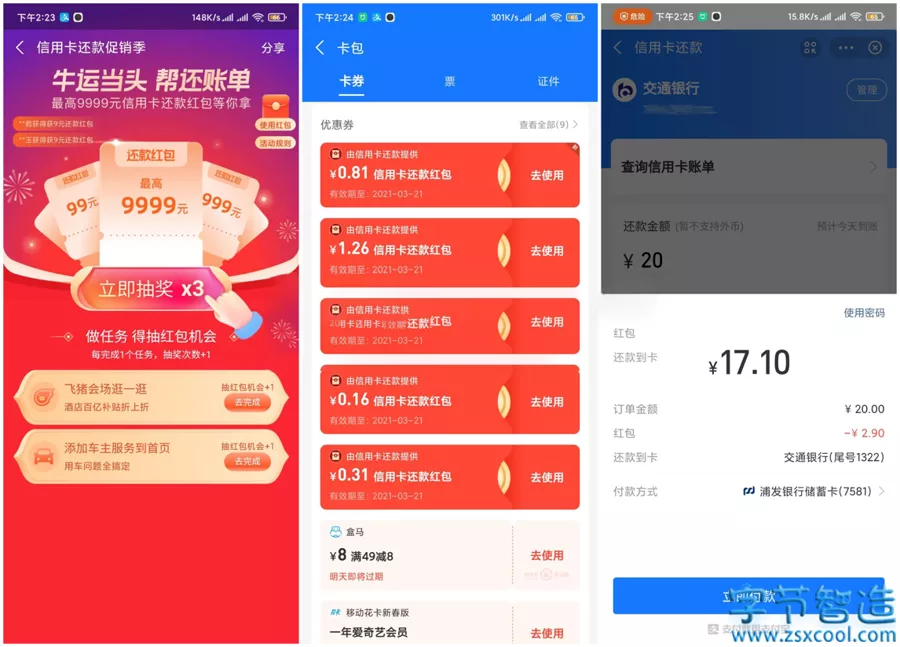 下午2:23
148K/s
65
信用卡还款促销季
分享
牛运当头 帮还账单
最高9999元信用卡还款红包等你拿
使用红包
活动规则
获得获9元还款红包
获得获9元还款红包
还款红包
最高
9999元
还款红包
99元
还款红包
999元
立即抽奖 x3
做任务 得抽红包机会
每完成1个任务，抽奖次数+1
飞猪会场逛一逛
酒店百亿补贴折上折
抽红包机会+1
去完成
添加车主服务到首页
用车问题全搞定
抽红包机会+1
去完成
下午2:24
301K/s
65
卡包
卡券
票
证件
优惠券
查看全部(9)
由信用卡还款提供
¥0.81 信用卡还款红包
有效期至：2021-03-21
去使用
由信用卡还款提供
¥1.26 信用卡还款红包
有效期至：2021-03-21
去使用
由信用卡还款
还款红包
有效期至：2021-03-21
去使用
由信用卡还款提供
¥0.16 信用卡还款红包
有效期至：2021-03-21
去使用
由信用卡还款提供
¥0.31 信用卡还款红包
有效期至：2021-03-21
去使用
盒马
¥8 满49减8
明天即将过期
去使用
移动花卡新春版
一年爱奇艺会员
去使用
危险
下午2:25
15.8K/s
65
信用卡还款
交通银行
管理
查询信用卡账单
还款金额 (暂不支持外币)
预计今天到账
¥ 20
使用密码
红包
还款到卡
¥17.10
订单金额
¥ 20.00
红包
-¥ 2.90
还款到卡
交通银行(尾号1322)
付款方式
浦发银行储蓄卡(7581)
立即付款
字节智造
www.zsxcool.com